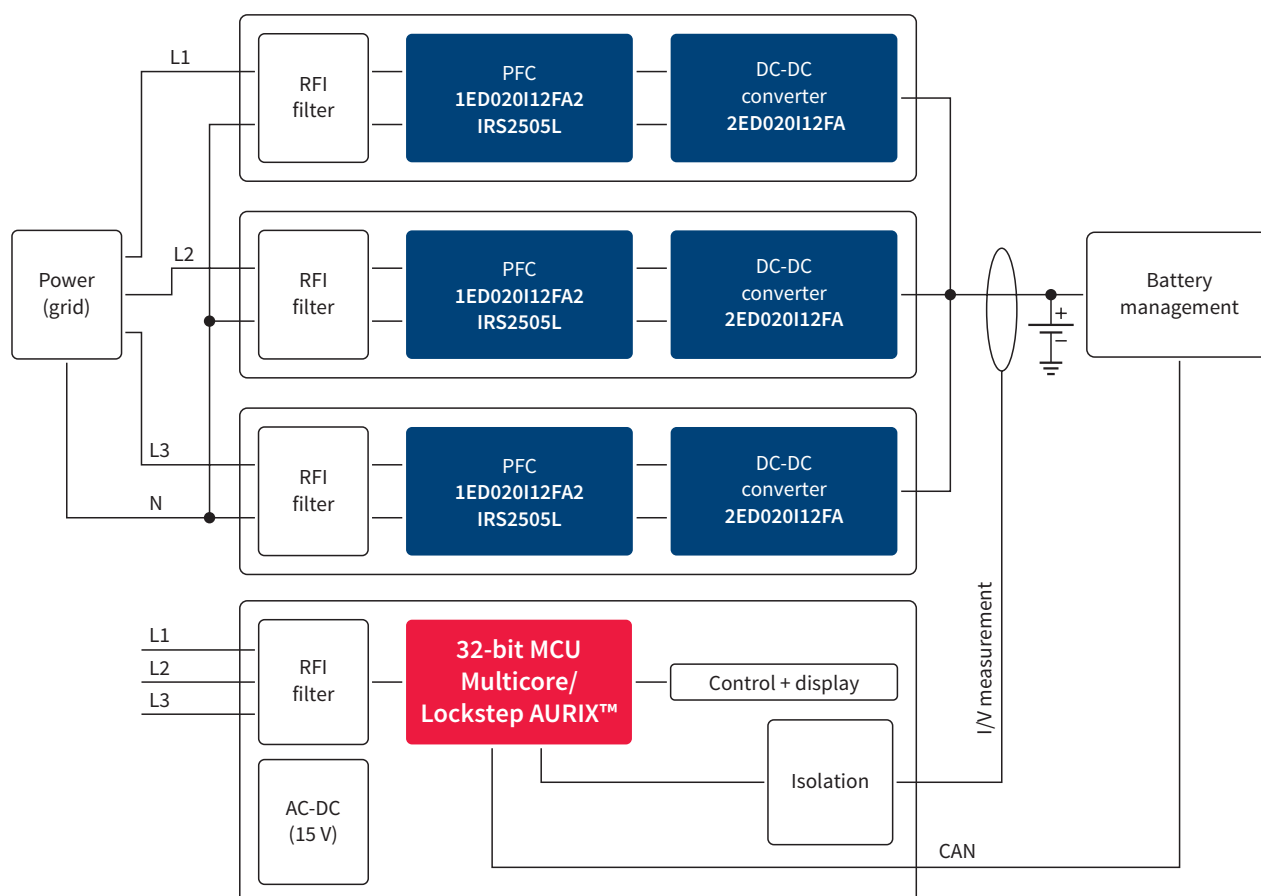 L1
RFI
filter
PFC
1ED020I12FA2
IRS2505L
DC-DC
converter
2ED020I12FA
Power
(grid)
L2
RFI
filter
PFC
1ED020I12FA2
IRS2505L
DC-DC
converter
2ED020I12FA
+
−
Battery
management
L3
N
RFI
filter
PFC
1ED020I12FA2
IRS2505L
DC-DC
converter
2ED020I12FA
I/V measurement
L1
L2
L3
RFI
filter
32-bit MCU
Multicore/
Lockstep AURIX™
Control + display
Isolation
AC-DC
(15 V)
CAN